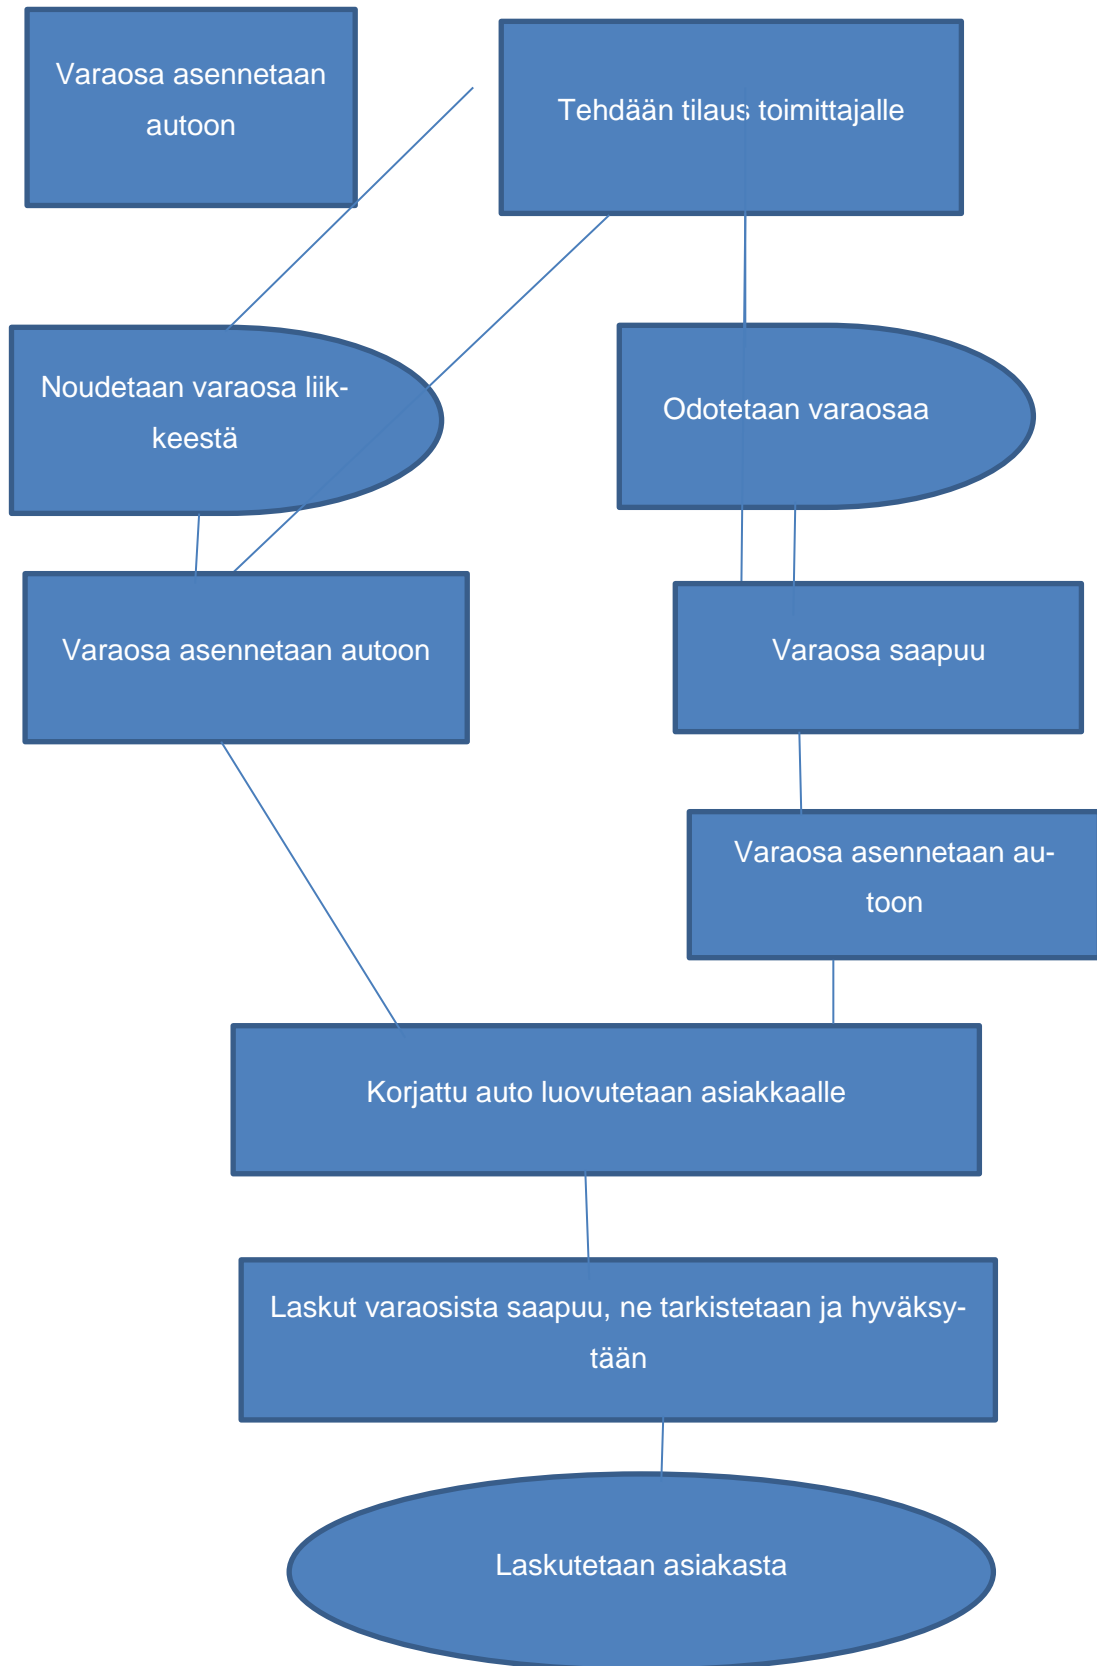 Varaosa asennetaan
autoon
Tehdään tilaus toimittajalle
Noudetaan varaosa liik-
keestä
Odotetaan varaosaa
Varaosa asennetaan autoon
Varaosa saapuu
Varaosa asennetaan au-
toon
Korjattu auto luovutetaan asiakkaalle
Laskut varaosista saapuu, ne tarkistetaan ja hyväksy-
tään
Laskutetaan asiakasta